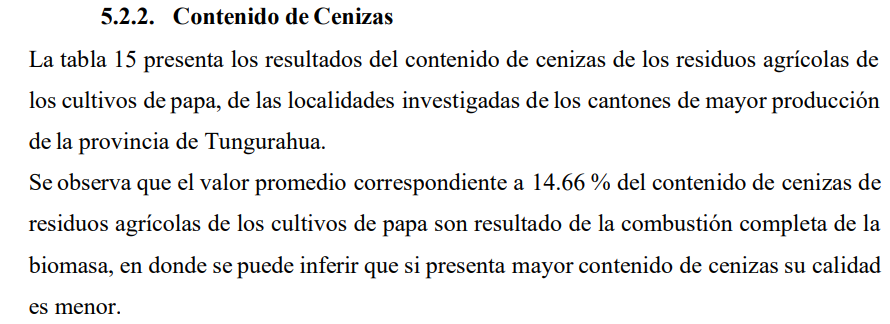 5.2.2. Contenido de Cenizas
La tabla 15 presenta los resultados del contenido de cenizas de los residuos agrícolas de
los cultivos de papa, de las localidades investigadas de los cantones de mayor producción
de la provincia de Tungurahua.
Se observa que el valor promedio correspondiente a 14.66 % del contenido de cenizas de
residuos agrícolas de los cultivos de papa son resultado de la combustión completa de la
biomasa, en donde se puede inferir que si presenta mayor contenido de cenizas su calidad
es menor.